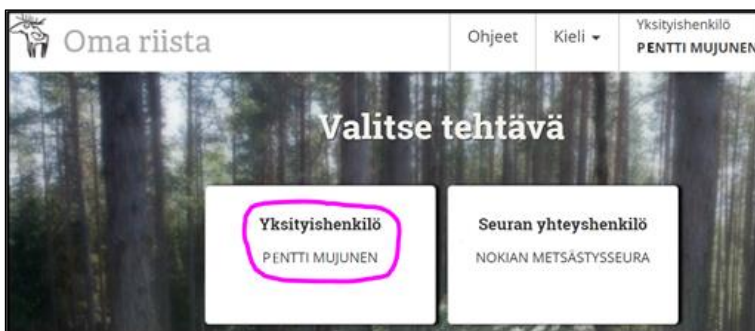 Oma riista
Ohjeet
Kieli
Yksityishenkilö
PENTTI MUJUNEN
Valitse tehtävä
Yksityishenkilö
PENTTI MUJUNEN
Seuran yhteyshenkilö
NOKIAN METSÄSTYSSEURA